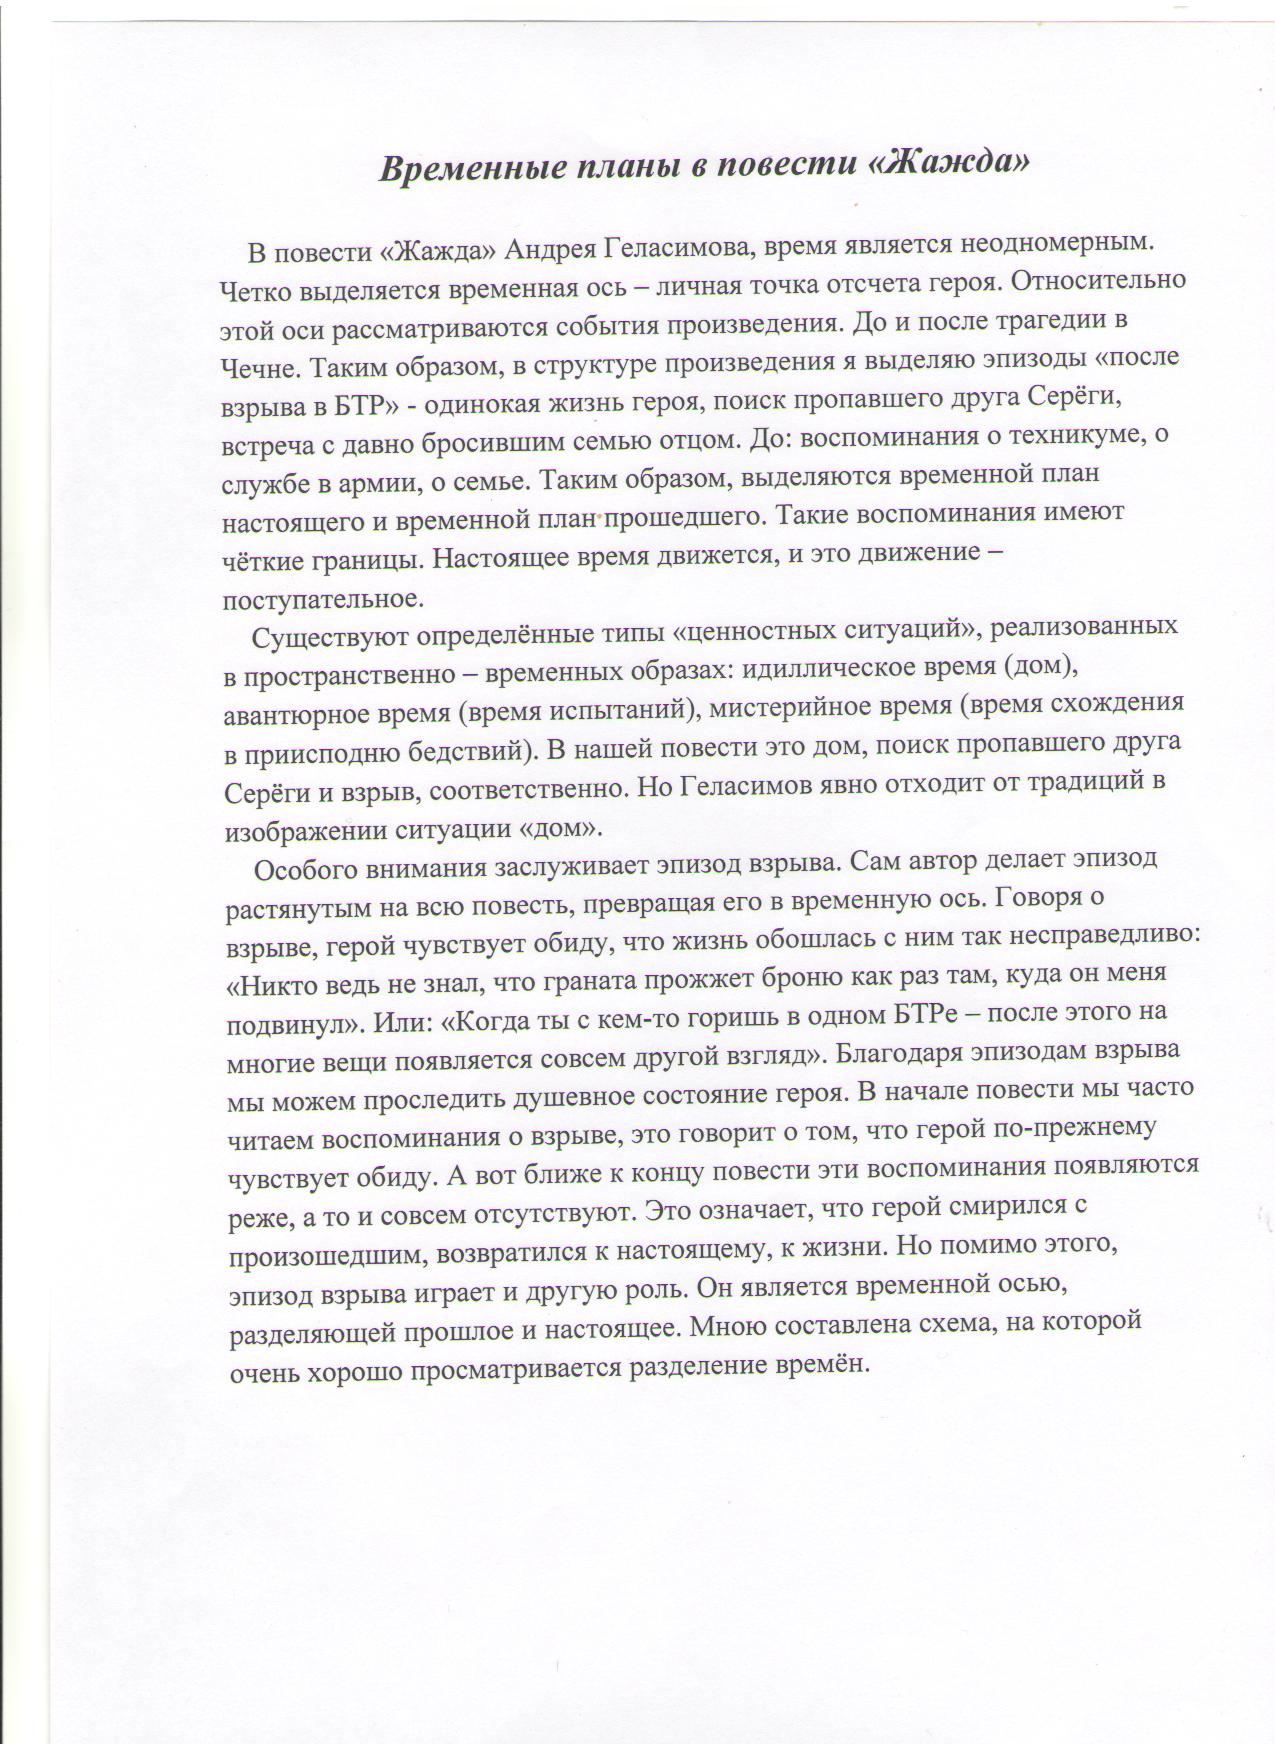 Временные планы в повести «Жажда»
В повести «Жажда» Андрея Геласимова, время является неодномерным.
Четко выделяется временная ось – личная точка отсчета героя. Относительно
этой оси рассматриваются события произведения. До и после трагедии в
Чечне. Таким образом, в структуре произведения я выделяю эпизоды «после
взрыва в БТР» - одинокая жизнь героя, поиск пропавшего друга Серёги,
встреча с давно бросившим семью отцом. До: воспоминания о техникуме, о
службе в армии, о семье. Таким образом, выделяются временной план
настоящего и временной план прошедшего. Такие воспоминания имеют
чёткие границы. Настоящее время движется, и это движение –
поступательное.
Существуют определённые типы «ценностных ситуаций», реализованных
в пространственно – временных образах: идиллическое время (дом),
авантюрное время (время испытаний), мистерийное время (время схождения
в приисподню бедствий). В нашей повести это дом, поиск пропавшего друга
Серёги и взрыв, соответственно. Но Геласимов явно отходит от традиций в
изображении ситуации «дом».
Особого внимания заслуживает эпизод взрыва. Сам автор делает эпизод
растянутым на всю повесть, превращая его в временную ось. Говоря о
взрыве, герой чувствует обиду, что жизнь обошлась с ним так несправедливо:
«Никто ведь не знал, что граната прожжет броню как раз там, куда он меня
подвинул». Или: «Когда ты с кем-то горишь в одном БТРе – после этого на
многие вещи появляется совсем другой взгляд». Благодаря эпизодам взрыва
мы можем проследить душевное состояние героя. В начале повести мы часто
читаем воспоминания о взрыве, это говорит о том, что герой по-прежнему
чувствует обиду. А вот ближе к концу повести эти воспоминания появляются
реже, а то и совсем отсутствуют. Это означает, что герой смирился с
произошедшим, возвратился к настоящему, к жизни. Но помимо этого,
эпизод взрыва играет и другую роль. Он является временной осью,
разделяющей прошлое и настоящее. Мною составлена схема, на которой
очень хорошо просматривается разделение времён.